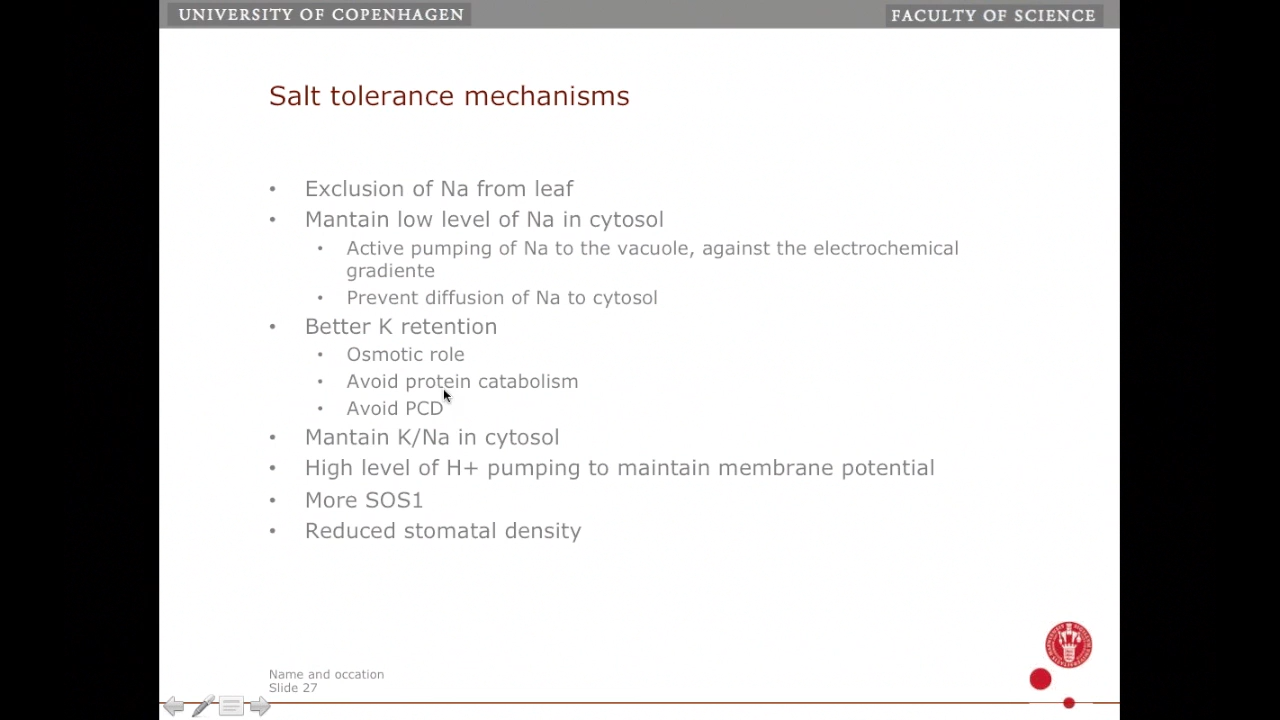 UNIVERSITY OF COPENHAGEN
FACULTY OF SCIENCE
Salt tolerance mechanisms
• Exclusion of Na from leaf
• Mantain low level of Na in cytosol
• Active pumping of Na to the vacuole, against the electrochemical
gradiente
• Prevent diffusion of Na to cytosol
• Better K retention
• Osmotic role
• Avoid protein catabolism
• Avoid PCD
• Mantain K/Na in cytosol
• High level of H+ pumping to maintain membrane potential
• More SOS1
• Reduced stomatal density
Name and occation
Slide 27